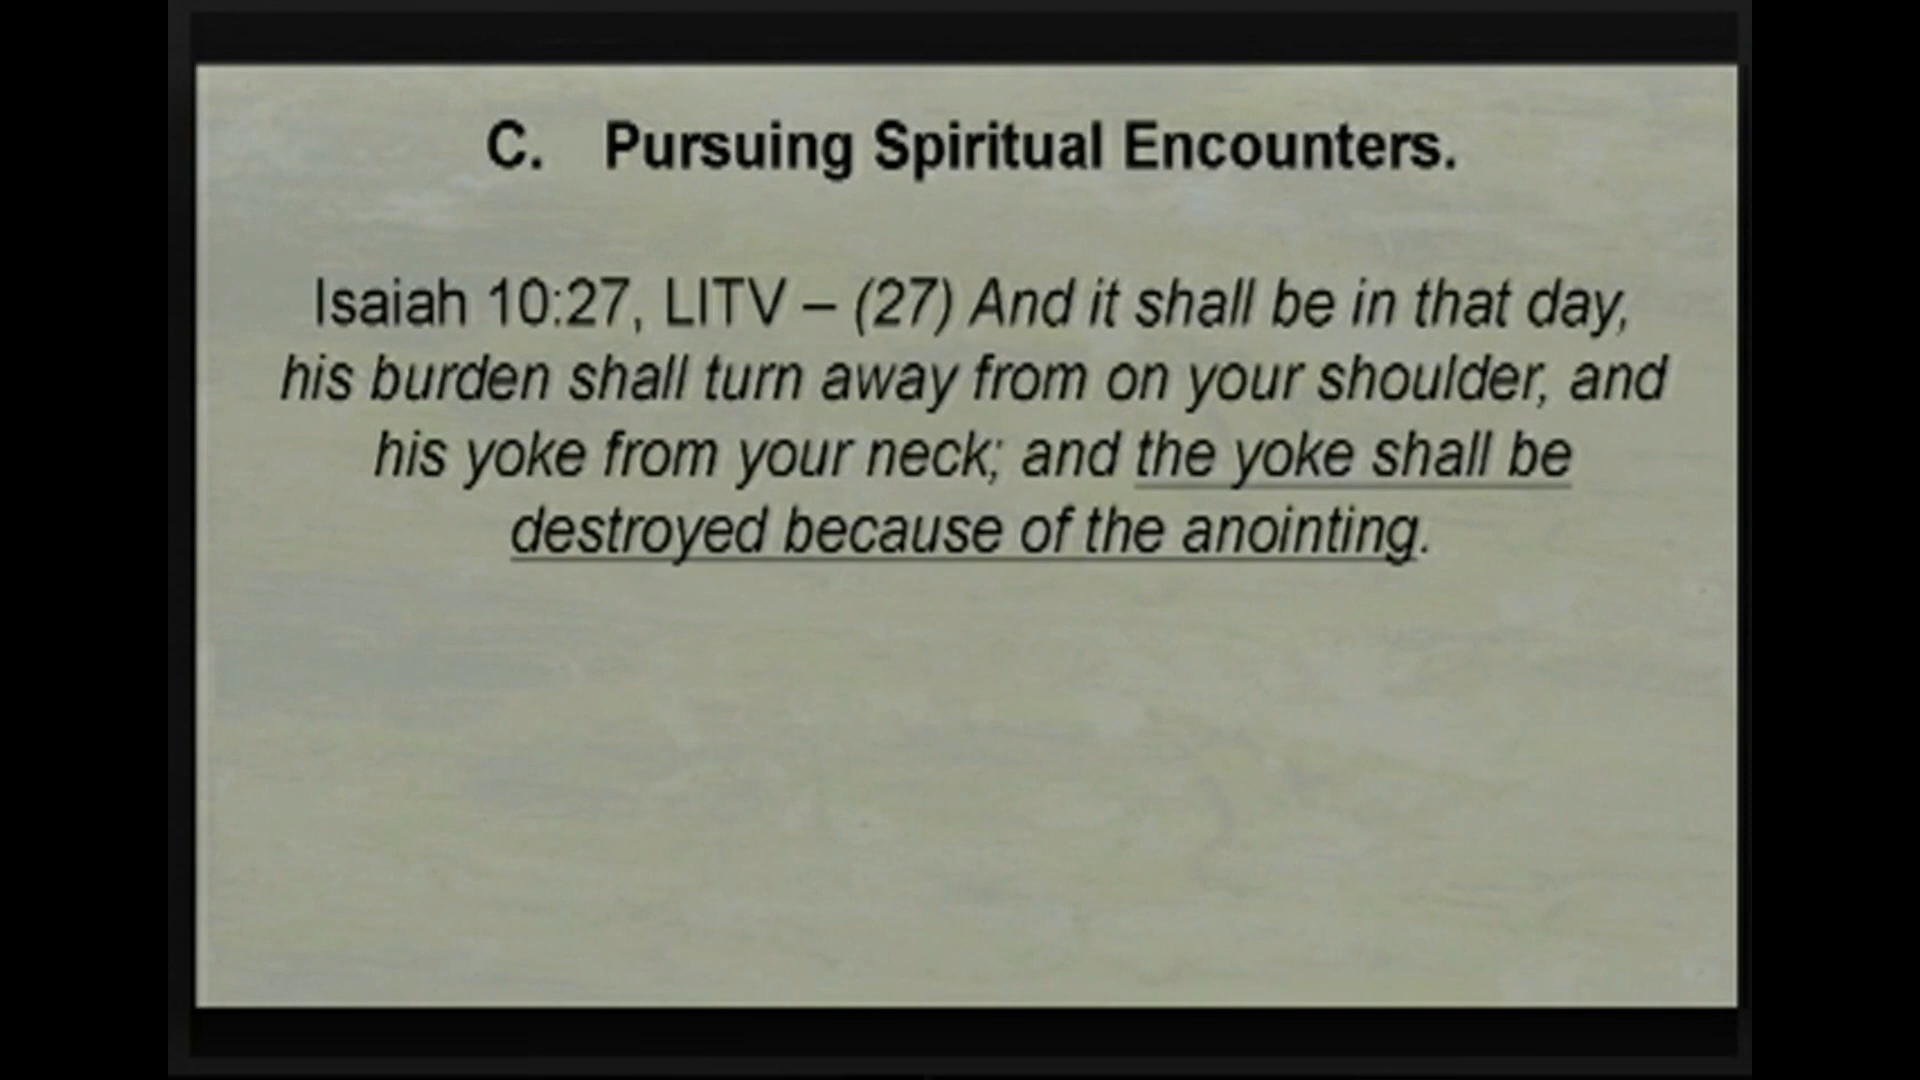 C. Pursuing Spiritual Encounters.
Isaiah 10:27, LITV – (27) And it shall be in that day,
his burden shall turn away from on your shoulder, and
his yoke from your neck; and the yoke shall be
destroyed because of the anointing.